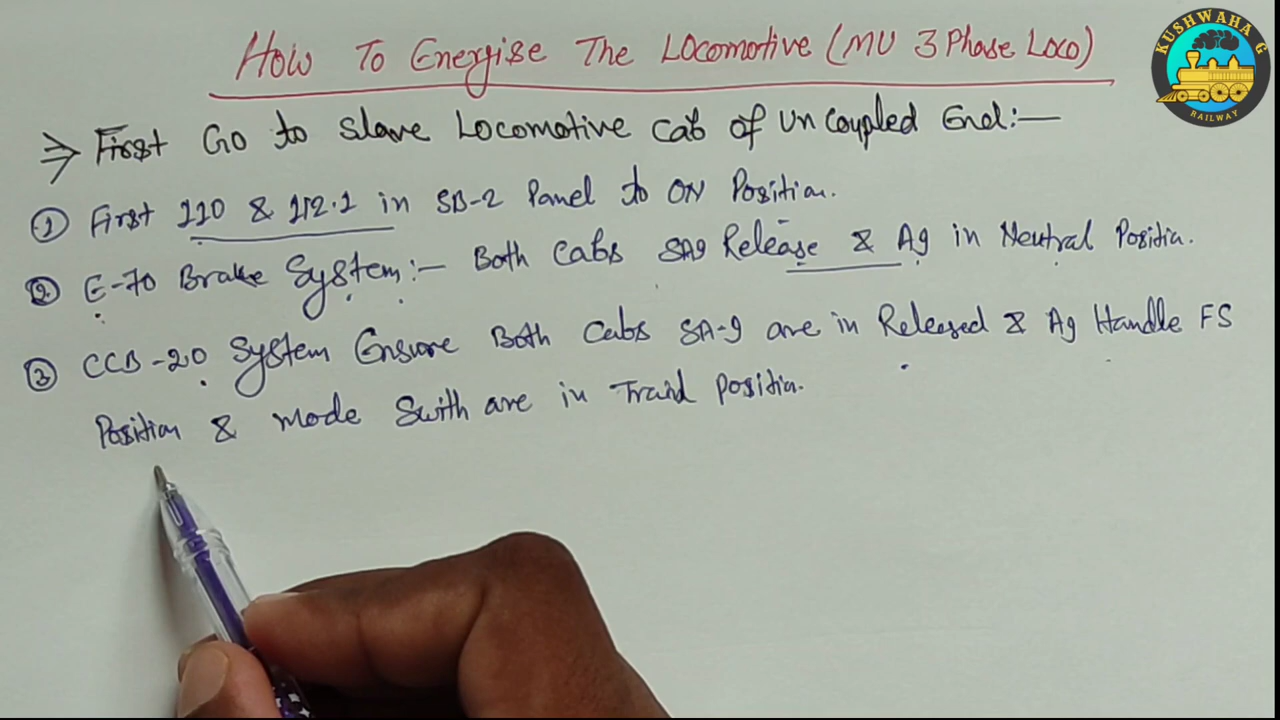 How To Energise The Locomotive (MU 3 Phase Loco)
KUSHWAHA G
RAILWAY
⇒ First Go to slave Locomotive cab of Uncoupled End:—
① First 110 & 112.1 in SB-2 Panel to ON Position.
② E-70 Brake System:— Both Cabs SA9 Release & A9 in Neutral Position.
③ CCB-2.0 System Ensure Both Cabs SA-9 are in Released & A9 Handle FS
Position & mode Swith are in Position.